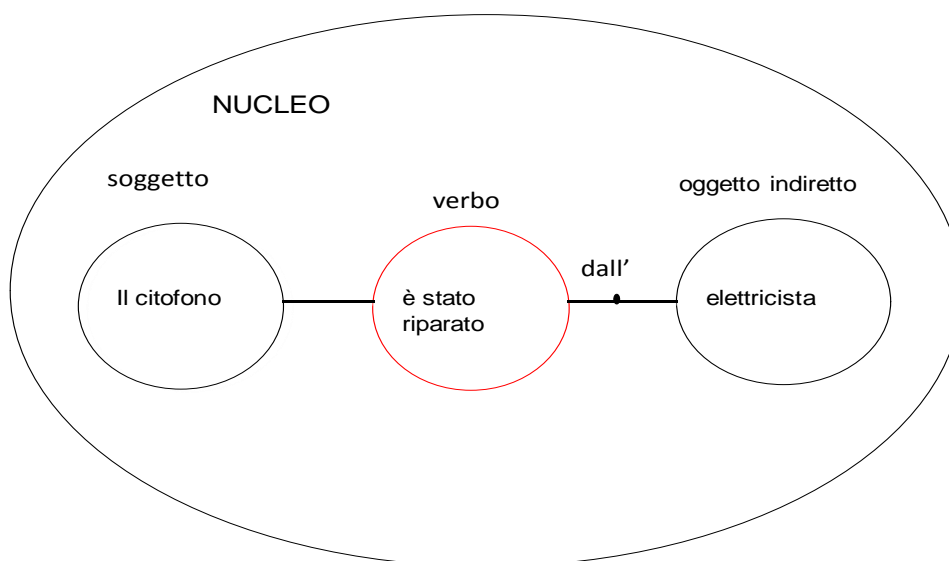 NUCLEO
soggetto
verbo
oggetto indiretto
Il citofono
è stato
riparato
dall’
elettricista